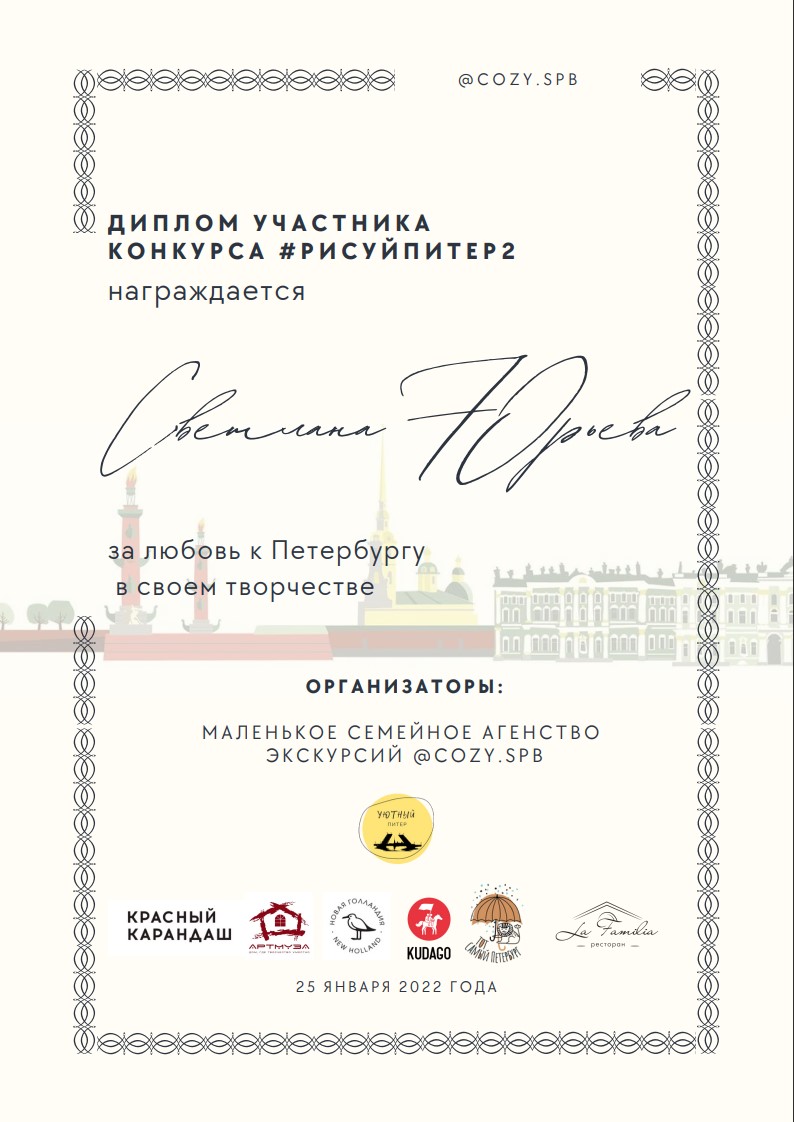 @COZY.SPB
ДИПЛОМ УЧАСТНИКА
КОНКУРСА #РИСУЙПИТЕР2
награждается
Светлана Юрьева
за любовь к Петербургу
в своем творчестве
ОРГАНИЗАТОРЫ:
МАЛЕНЬКОЕ СЕМЕЙНОЕ АГЕНСТВО
ЭКСКУРСИЙ @COZY.SPB
УЮТНЫЙ
ПИТЕР
КРАСНЫЙ
КАРАНДАШ
АРТМУЗА
НОВАЯ ГОЛЛАНДИЯ
NEW HOLLAND
KUDAGO
ТОТ
САМЫЙ ПЕТЕРБУРГ
La Familia
ресторан
25 ЯНВАРЯ 2022 ГОДА